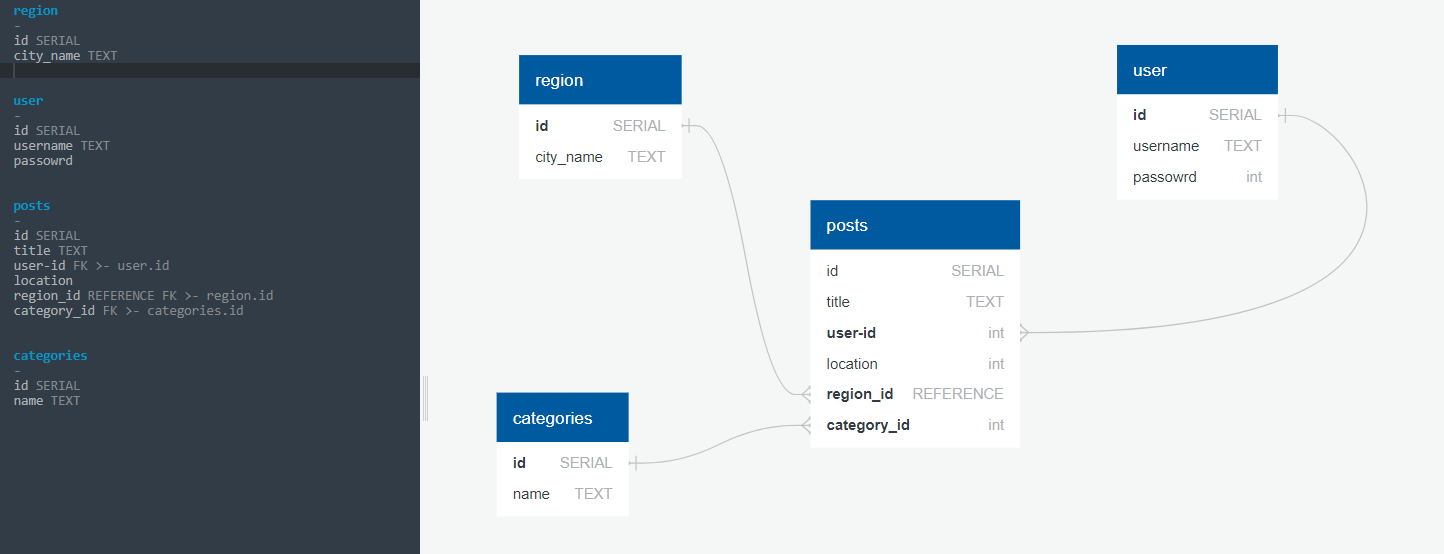 region
-
id SERIAL
city_name TEXT
user
-
id SERIAL
username TEXT
passowrd
posts
-
id SERIAL
title TEXT
user-id FK >- user.id
location
region_id REFERENCE FK >- region.id
category_id FK >- categories.id
categories
-
id SERIAL
name TEXT
region
id SERIAL
city_name TEXT
categories
id SERIAL
name TEXT
posts
id SERIAL
title TEXT
user-id int
location int
region_id REFERENCE
category_id int
user
id SERIAL
username TEXT
passowrd int